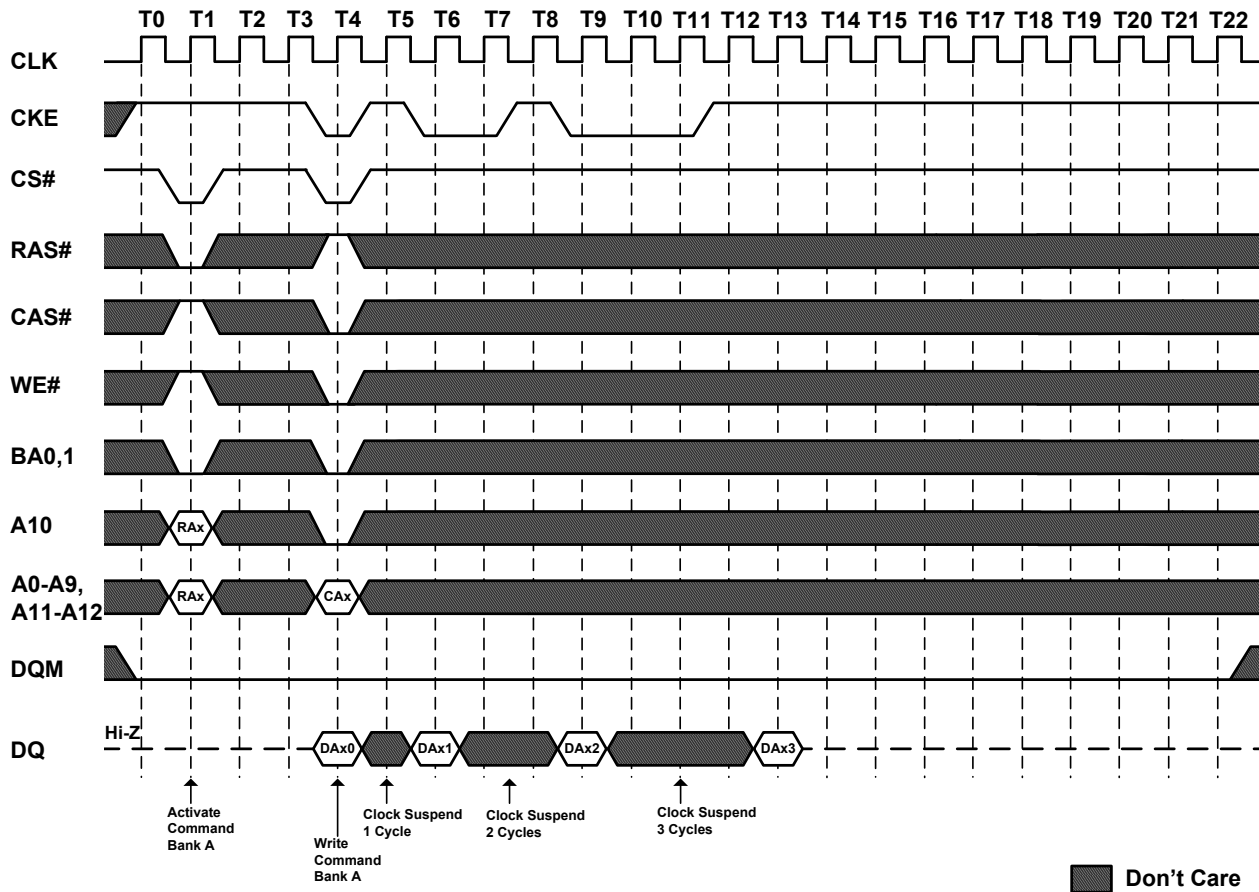 T0 T1 T2 T3 T4 T5 T6 T7 T8 T9 T10 T11 T12 T13 T14 T15 T16 T17 T18 T19 T20 T21 T22
CLK
CKE
CS#
RAS#
CAS#
WE#
BA0,1
A10
RAx
A0-A9,
A11-A12
RAx
CAx
DQM
Hi-Z
DQ
DAx0
DAx1
DAx2
DAx3
Activate
Command
Bank A
Write
Command
Bank A
Clock Suspend
1 Cycle
Clock Suspend
2 Cycles
Clock Suspend
3 Cycles
Don't Care